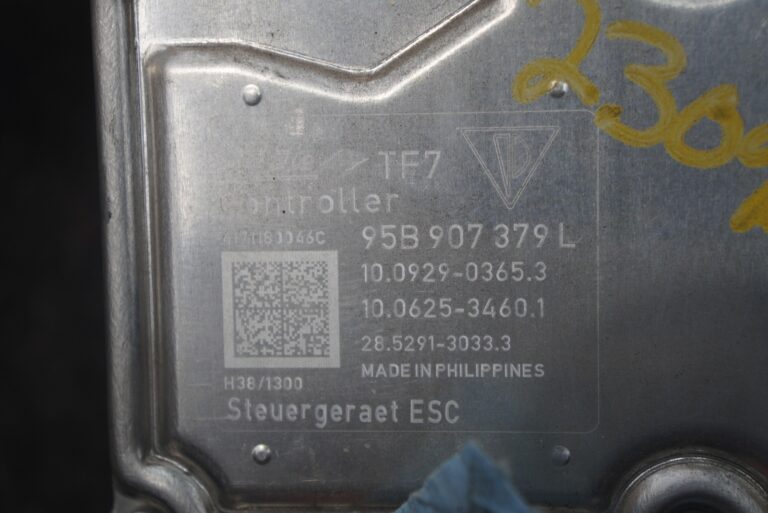 2309
TF7
Controller
95B 907 379 L
10.0929-0365.3
10.0625-3460.1
28.5291-3033.3
MADE IN PHILIPPINES
H38/1300
Steuergeraet ESC